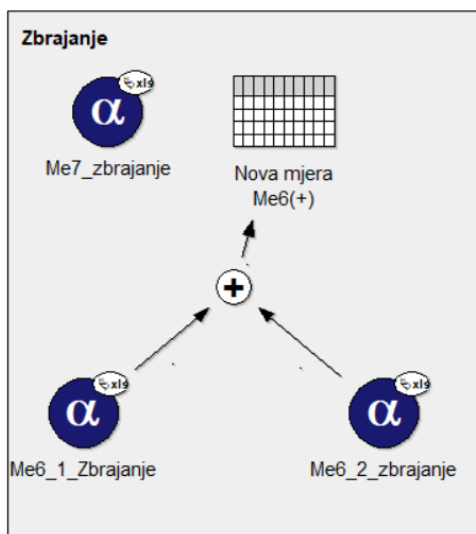 Zbrajanje
xls
α
Me7_zbrajanje
Nova mjera
Me6(+)
+
xls
α
Me6_1_Zbrajanje
xls
α
Me6_2_zbrajanje